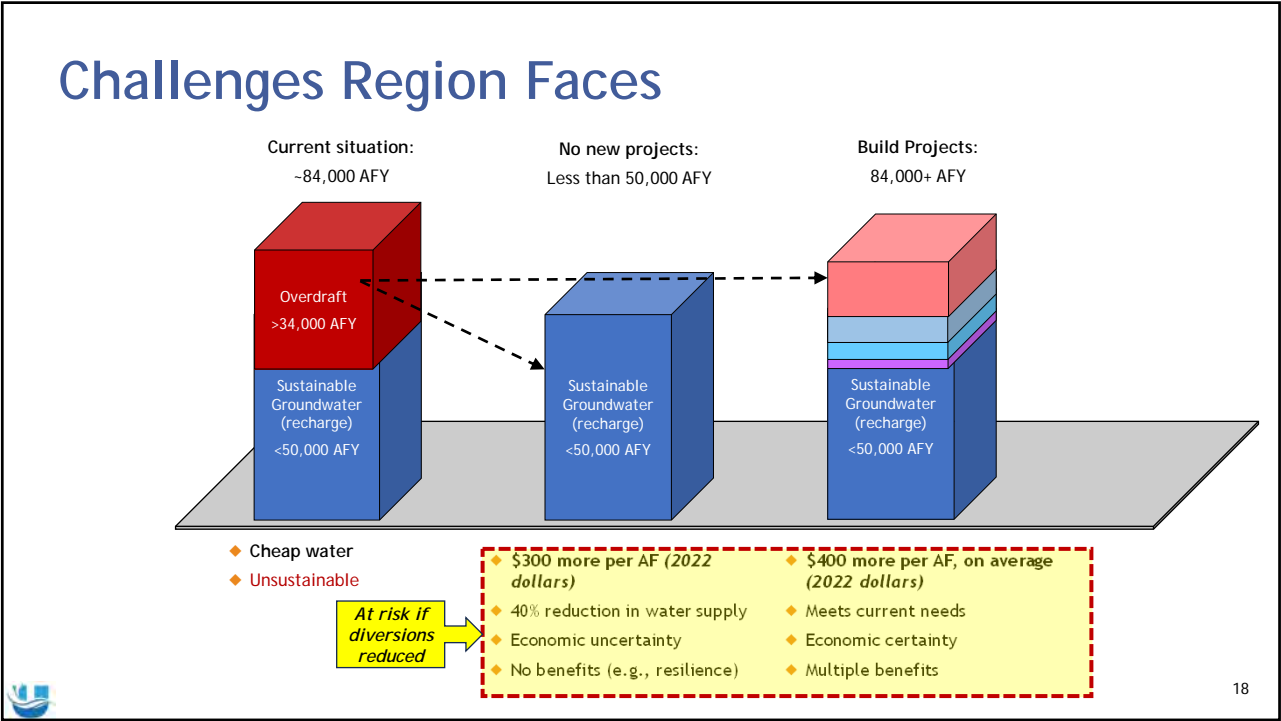 Challenges Region Faces
Current situation:
~84,000 AFY
No new projects:
Less than 50,000 AFY
Build Projects:
84,000+ AFY
Overdraft
>34,000 AFY
Sustainable
Groundwater
(recharge)
<50,000 AFY
Sustainable
Groundwater
(recharge)
<50,000 AFY
Sustainable
Groundwater
(recharge)
<50,000 AFY
Cheap water
Unsustainable
At risk if
diversions
reduced
$300 more per AF (2022
dollars)
40% reduction in water supply
Economic uncertainty
No benefits (e.g., resilience)
$400 more per AF, on average
(2022 dollars)
Meets current needs
Economic certainty
Multiple benefits
18